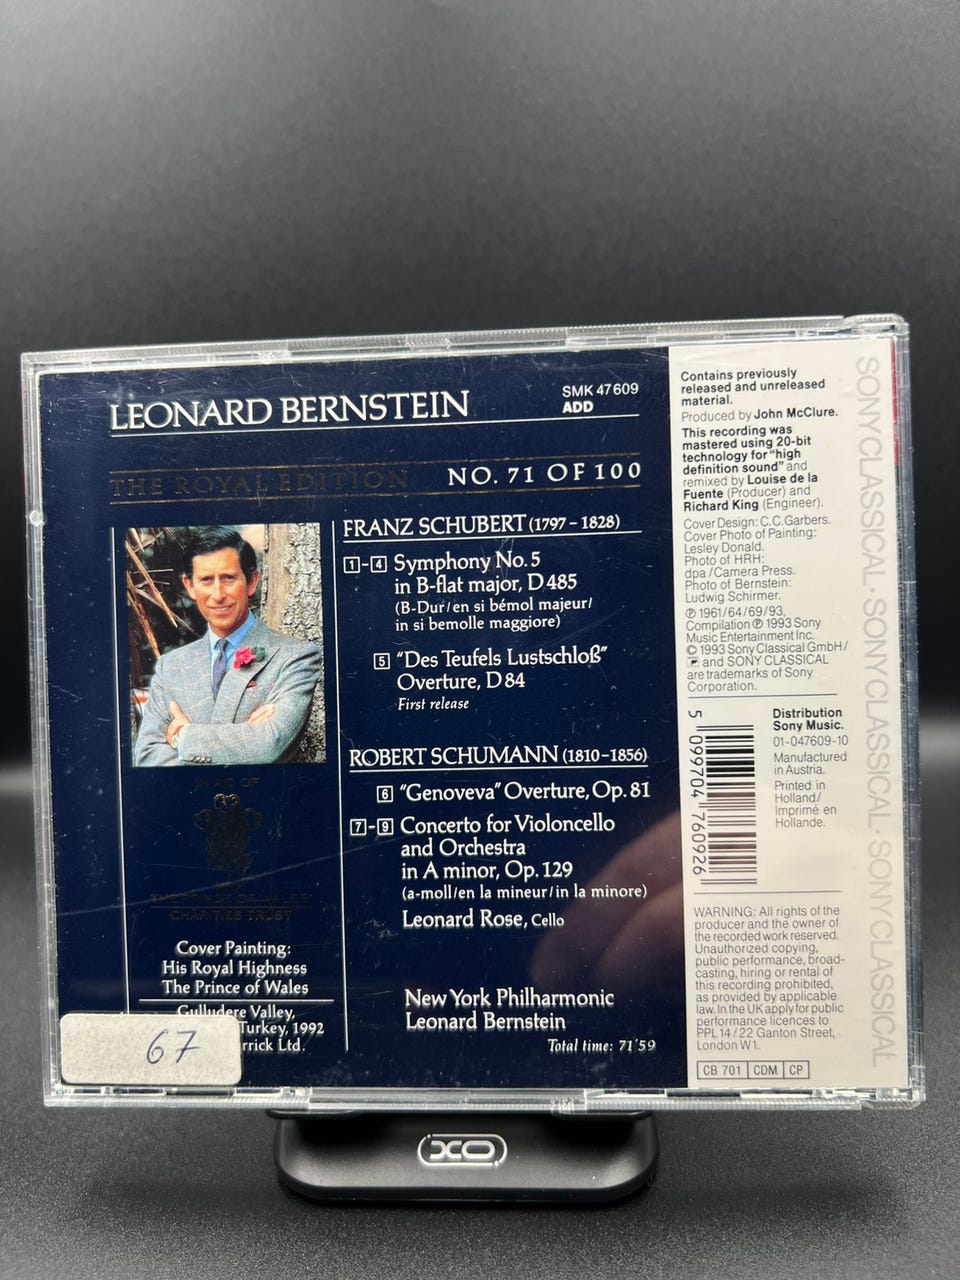 LEONARD BERNSTEIN
SMK 47609
ADD
THE ROYAL EDITION
NO. 71 OF 100
FRANZ SCHUBERT (1797 – 1828)
1-4 Symphony No. 5
in B-flat major, D 485
(B-Dur/en si bémol majeur/
in si bemolle maggiore)
5 “Des Teufels Lustschloß”
Overture, D 84
First release
ROBERT SCHUMANN (1810–1856)
6 “Genoveva” Overture, Op. 81
7-9 Concerto for Violoncello
and Orchestra
in A minor, Op. 129
(a-moll/en la mineur/in la minore)
Leonard Rose, Cello
New York Philharmonic
Leonard Bernstein
Total time: 71'59
IN AID OF
THE PRINCE OF WALES'
CHARITIES TRUST
Cover Painting:
His Royal Highness
The Prince of Wales
Gulludere Valley,
Turkey, 1992
rrick Ltd.
67
Contains previously
released and unreleased
material.
Produced by John McClure.
This recording was
mastered using 20-bit
technology for “high
definition sound” and
remixed by Louise de la
Fuente (Producer) and
Richard King (Engineer).
Cover Design: C.C. Garbers.
Cover Photo of Painting:
Lesley Donald.
Photo of HRH:
dpa/Camera Press.
Photo of Bernstein:
Ludwig Schirmer.
℗ 1961/64/69/93,
Compilation ℗ 1993 Sony
Music Entertainment Inc.
© 1993 Sony Classical GmbH/
and SONY CLASSICAL
are trademarks of Sony
Corporation.
5 099704 760926
Distribution
Sony Music.
01-047609-10
Manufactured
in Austria.
Printed in
Holland/
Imprimé en
Hollande.
WARNING: All rights of the
producer and the owner of
the recorded work reserved.
Unauthorized copying,
public performance, broad-
casting, hiring or rental of
this recording prohibited,
as provided by applicable
law. In the UK apply for public
performance licences to
PPL 14/22 Ganton Street,
London W1.
CB 701 CDM CP
SONY CLASSICAL · SONY CLASSICAL · SONY CLASSICAL
XO